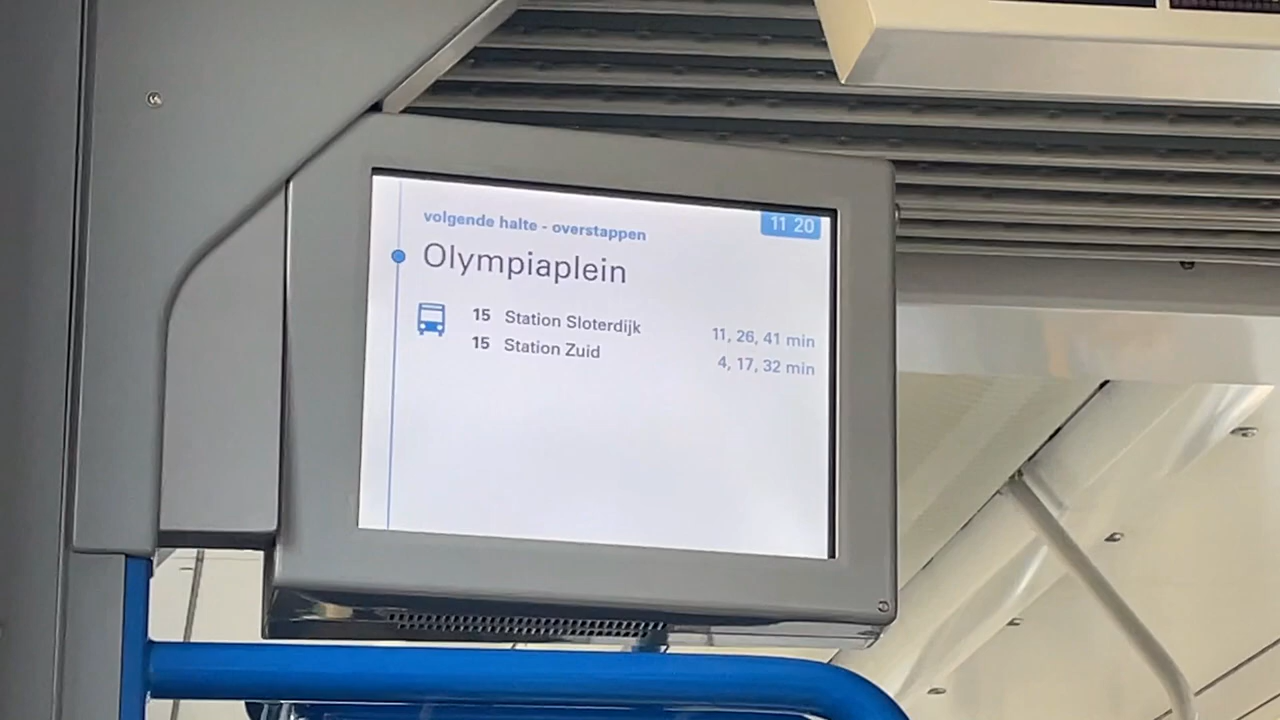 volgende halte - overstappen
11 20
Olympiaplein
15 Station Sloterdijk 11, 26, 41 min
15 Station Zuid 4, 17, 32 min